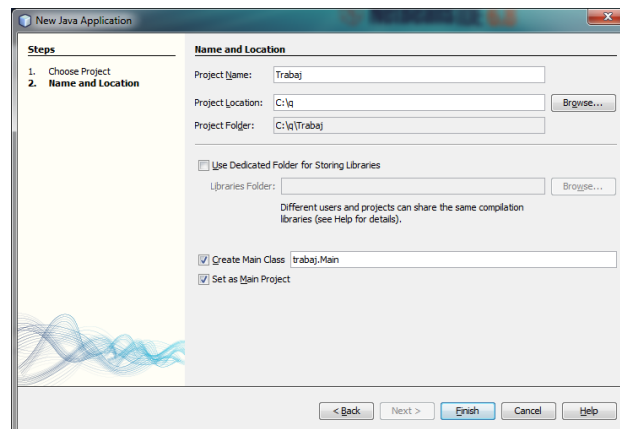 New Java Application
Steps
1. Choose Project
2. Name and Location
Name and Location
Project Name: Trabaj
Project Location: C:\q Browse...
Project Folder: C:\q\Trabaj
Use Dedicated Folder for Storing Libraries
Libraries Folder: Browse...
Different users and projects can share the same compilation
libraries (see Help for details).
Create Main Class trabaj.Main
Set as Main Project
< Back Next > Finish Cancel Help